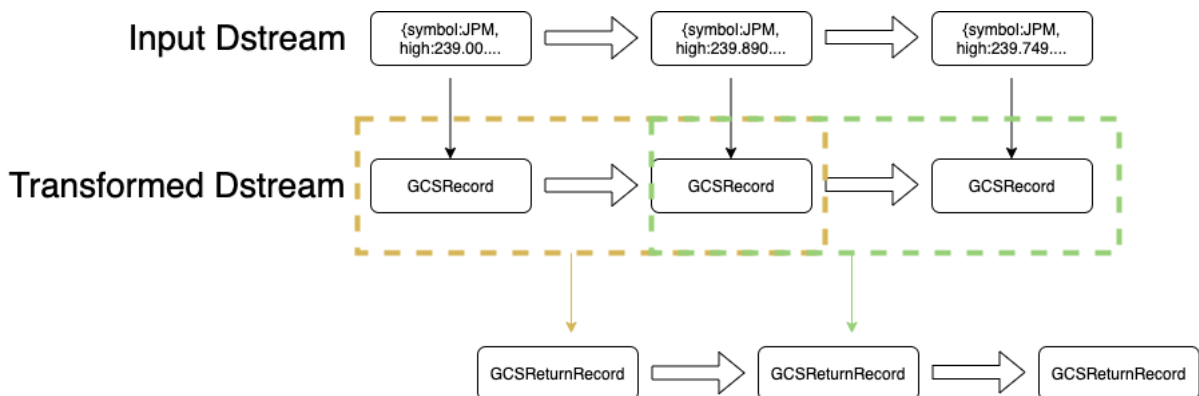 Input Dstream
{symbol:JPM,
high:239.00....
{symbol:JPM,
high:239.890....
{symbol:JPM,
high:239.749....
Transformed Dstream
GCSRecord
GCSRecord
GCSRecord
GCSReturnRecord
GCSReturnRecord
GCSReturnRecord